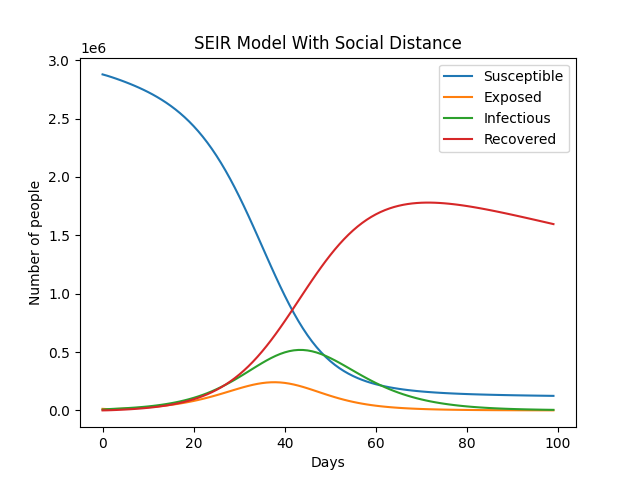 SEIR Model With Social Distance
1e6
3.0
2.5
2.0
1.5
1.0
0.5
0.0
Number of people
Susceptible
Exposed
Infectious
Recovered
0 20 40 60 80 100
Days